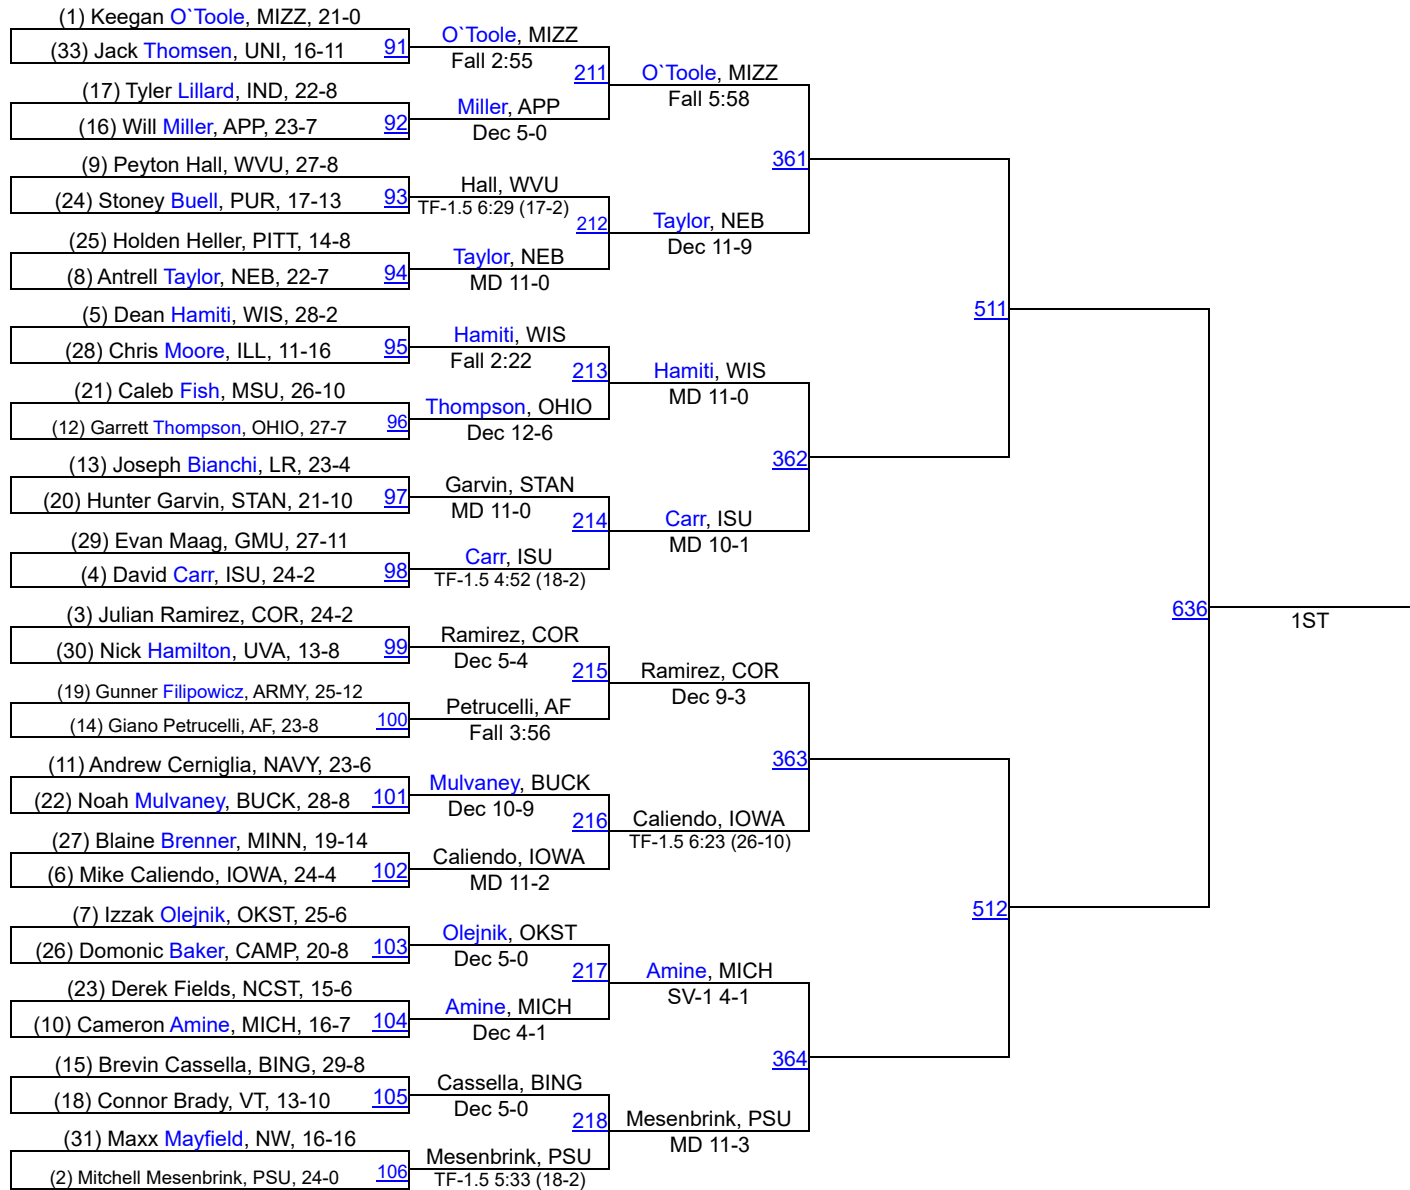 (1) Keegan O`Toole, MIZZ, 21-0
(33) Jack Thomsen, UNI, 16-11
91
(17) Tyler Lillard, IND, 22-8
(16) Will Miller, APP, 23-7
92
(9) Peyton Hall, WVU, 27-8
(24) Stoney Buell, PUR, 17-13
93
(25) Holden Heller, PITT, 14-8
(8) Antrell Taylor, NEB, 22-7
94
(5) Dean Hamiti, WIS, 28-2
(28) Chris Moore, ILL, 11-16
95
(21) Caleb Fish, MSU, 26-10
(12) Garrett Thompson, OHIO, 27-7
96
(13) Joseph Bianchi, LR, 23-4
(20) Hunter Garvin, STAN, 21-10
97
(29) Evan Maag, GMU, 27-11
(4) David Carr, ISU, 24-2
98
(3) Julian Ramirez, COR, 24-2
(30) Nick Hamilton, UVA, 13-8
99
(19) Gunner Filipowicz, ARMY, 25-12
(14) Giano Petrucelli, AF, 23-8
100
(11) Andrew Cerniglia, NAVY, 23-6
(22) Noah Mulvaney, BUCK, 28-8
101
(27) Blaine Brenner, MINN, 19-14
(6) Mike Caliendo, IOWA, 24-4
102
(7) Izzak Olejnik, OKST, 25-6
(26) Domonic Baker, CAMP, 20-8
103
(23) Derek Fields, NCST, 15-6
(10) Cameron Amine, MICH, 16-7
104
(15) Brevin Cassella, BING, 29-8
(18) Connor Brady, VT, 13-10
105
(31) Maxx Mayfield, NW, 16-16
(2) Mitchell Mesenbrink, PSU, 24-0
106
O`Toole, MIZZ
Fall 2:55
211
Miller, APP
Dec 5-0
Hall, WVU
TF-1.5 6:29 (17-2)
212
Taylor, NEB
MD 11-0
Hamiti, WIS
Fall 2:22
213
Thompson, OHIO
Dec 12-6
Garvin, STAN
MD 11-0
214
Carr, ISU
TF-1.5 4:52 (18-2)
Ramirez, COR
Dec 5-4
215
Petrucelli, AF
Fall 3:56
Mulvaney, BUCK
Dec 10-9
216
Caliendo, IOWA
MD 11-2
Olejnik, OKST
Dec 5-0
217
Amine, MICH
Dec 4-1
Cassella, BING
Dec 5-0
218
Mesenbrink, PSU
TF-1.5 5:33 (18-2)
O`Toole, MIZZ
Fall 5:58
361
Taylor, NEB
Dec 11-9
Hamiti, WIS
MD 11-0
362
Carr, ISU
MD 10-1
Ramirez, COR
Dec 9-3
363
Caliendo, IOWA
TF-1.5 6:23 (26-10)
Amine, MICH
SV-1 4-1
364
Mesenbrink, PSU
MD 11-3
511
512
636
1ST